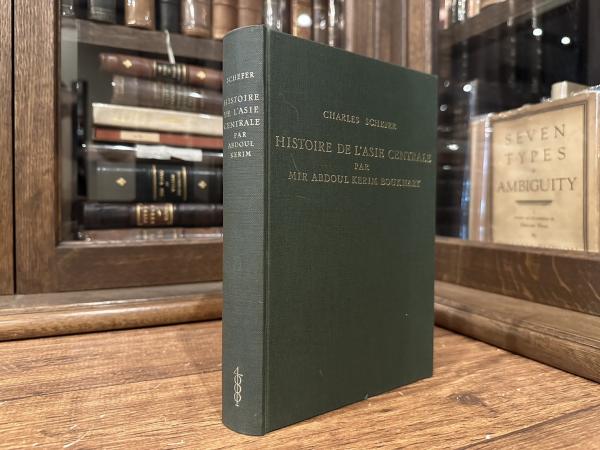 SCHEFER
HISTOIRE
DE L'ASIE
CENTRALE
PAR
ABDOUL
KERIM
CHARLES SCHEFER
HISTOIRE DE L'ASIE CENTRALE
PAR
MIR ABDOUL KERIM BOUKHARY
SEVEN
TYPES
of
AMBIGUITY